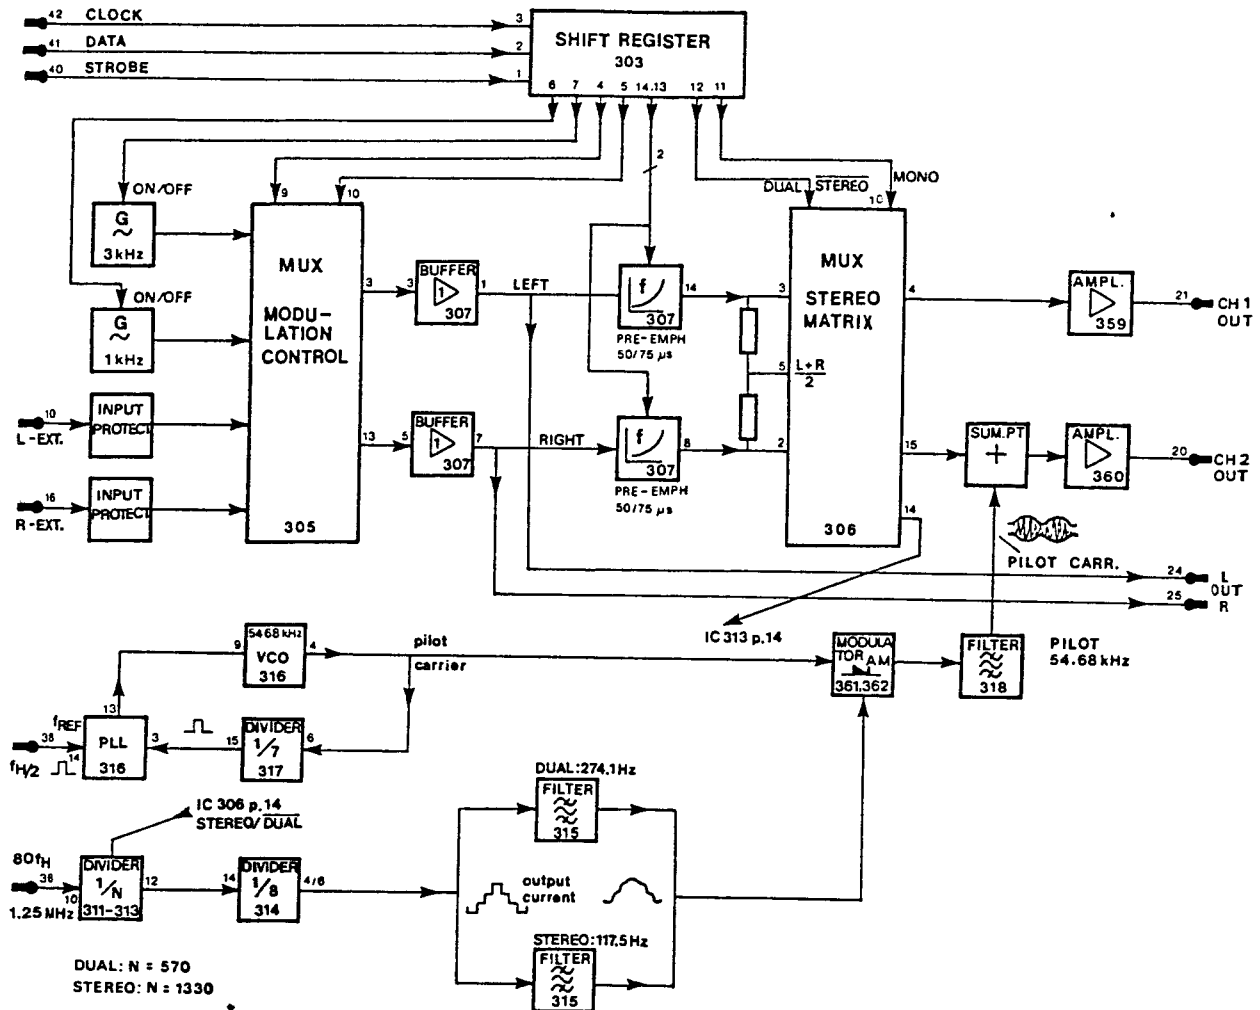 42 CLOCK 3
41 DATA 2
40 STROBE 1
SHIFT REGISTER
303
6 7 4 5 14.13 12 11
2
ON/OFF
9
10
DUAL STEREO
MONO
10
G
3kHz
ON/OFF
G
1kHz
MUX
MODU-
LATION
CONTROL
305
3
3
BUFFER
1
307
1
LEFT
f
307
14
PRE-EMPH
50/75 µs
3
MUX
STEREO
MATRIX
306
4
AMPL.
359
21
CH 1
OUT
5 L+R
2
10
L-EXT.
INPUT
PROTECT
13
5
BUFFER
1
307
7
RIGHT
f
307
8
PRE-EMPH
50/75 µs
2
15
SUM.PT
+
AMPL.
360
20
CH 2
OUT
16
R-EXT.
INPUT
PROTECT
14
PILOT CARR.
24
L
OUT
25
R
IC 313 p.14
9
54.68 kHz
VCO
316
4
pilot
carrier
MODULA
TOR AM
361,362
FILTER
318
PILOT
54.68 kHz
13
fREF
38
fH/2
14
PLL
316
3
15
DIVIDER
1/7
317
6
IC 306 p.14
STEREO/DUAL
80fH
36
10
1.25 MHz
DIVIDER
1/N
311-313
12
14
DIVIDER
1/8
314
4/6
DUAL:274.1Hz
FILTER
315
output
current
STEREO:117.5Hz
FILTER
315
DUAL: N = 570
STEREO: N = 1330